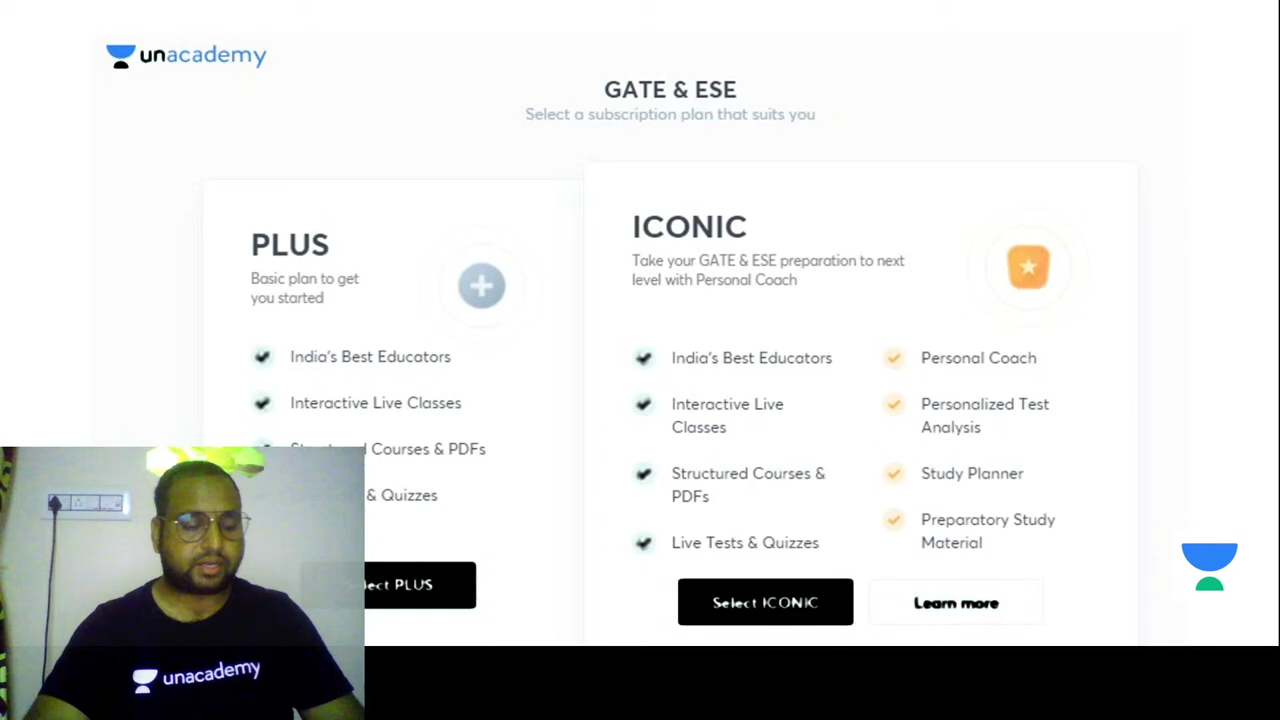 unacademy
GATE & ESE
Select a subscription plan that suits you
PLUS
Basic plan to get
you started
India's Best Educators
Interactive Live Classes
Courses & PDFs
& Quizzes
PLUS
ICONIC
Take your GATE & ESE preparation to next
level with Personal Coach
India's Best Educators
Interactive Live
Classes
Structured Courses &
PDFs
Live Tests & Quizzes
Personal Coach
Personalized Test
Analysis
Study Planner
Preparatory Study
Material
Select ICONIC
Learn more
unacademy